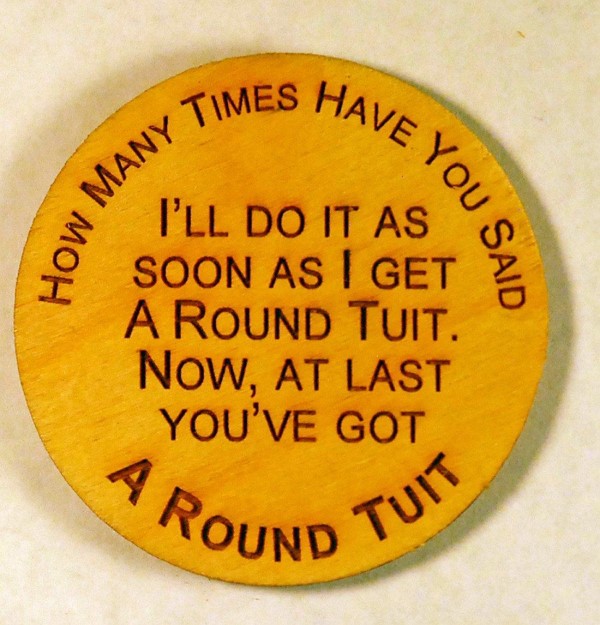 How Many Times Have You Said
I'll do it as
soon as I get
A Round Tuit.
Now, at last
you've got
A Round Tuit